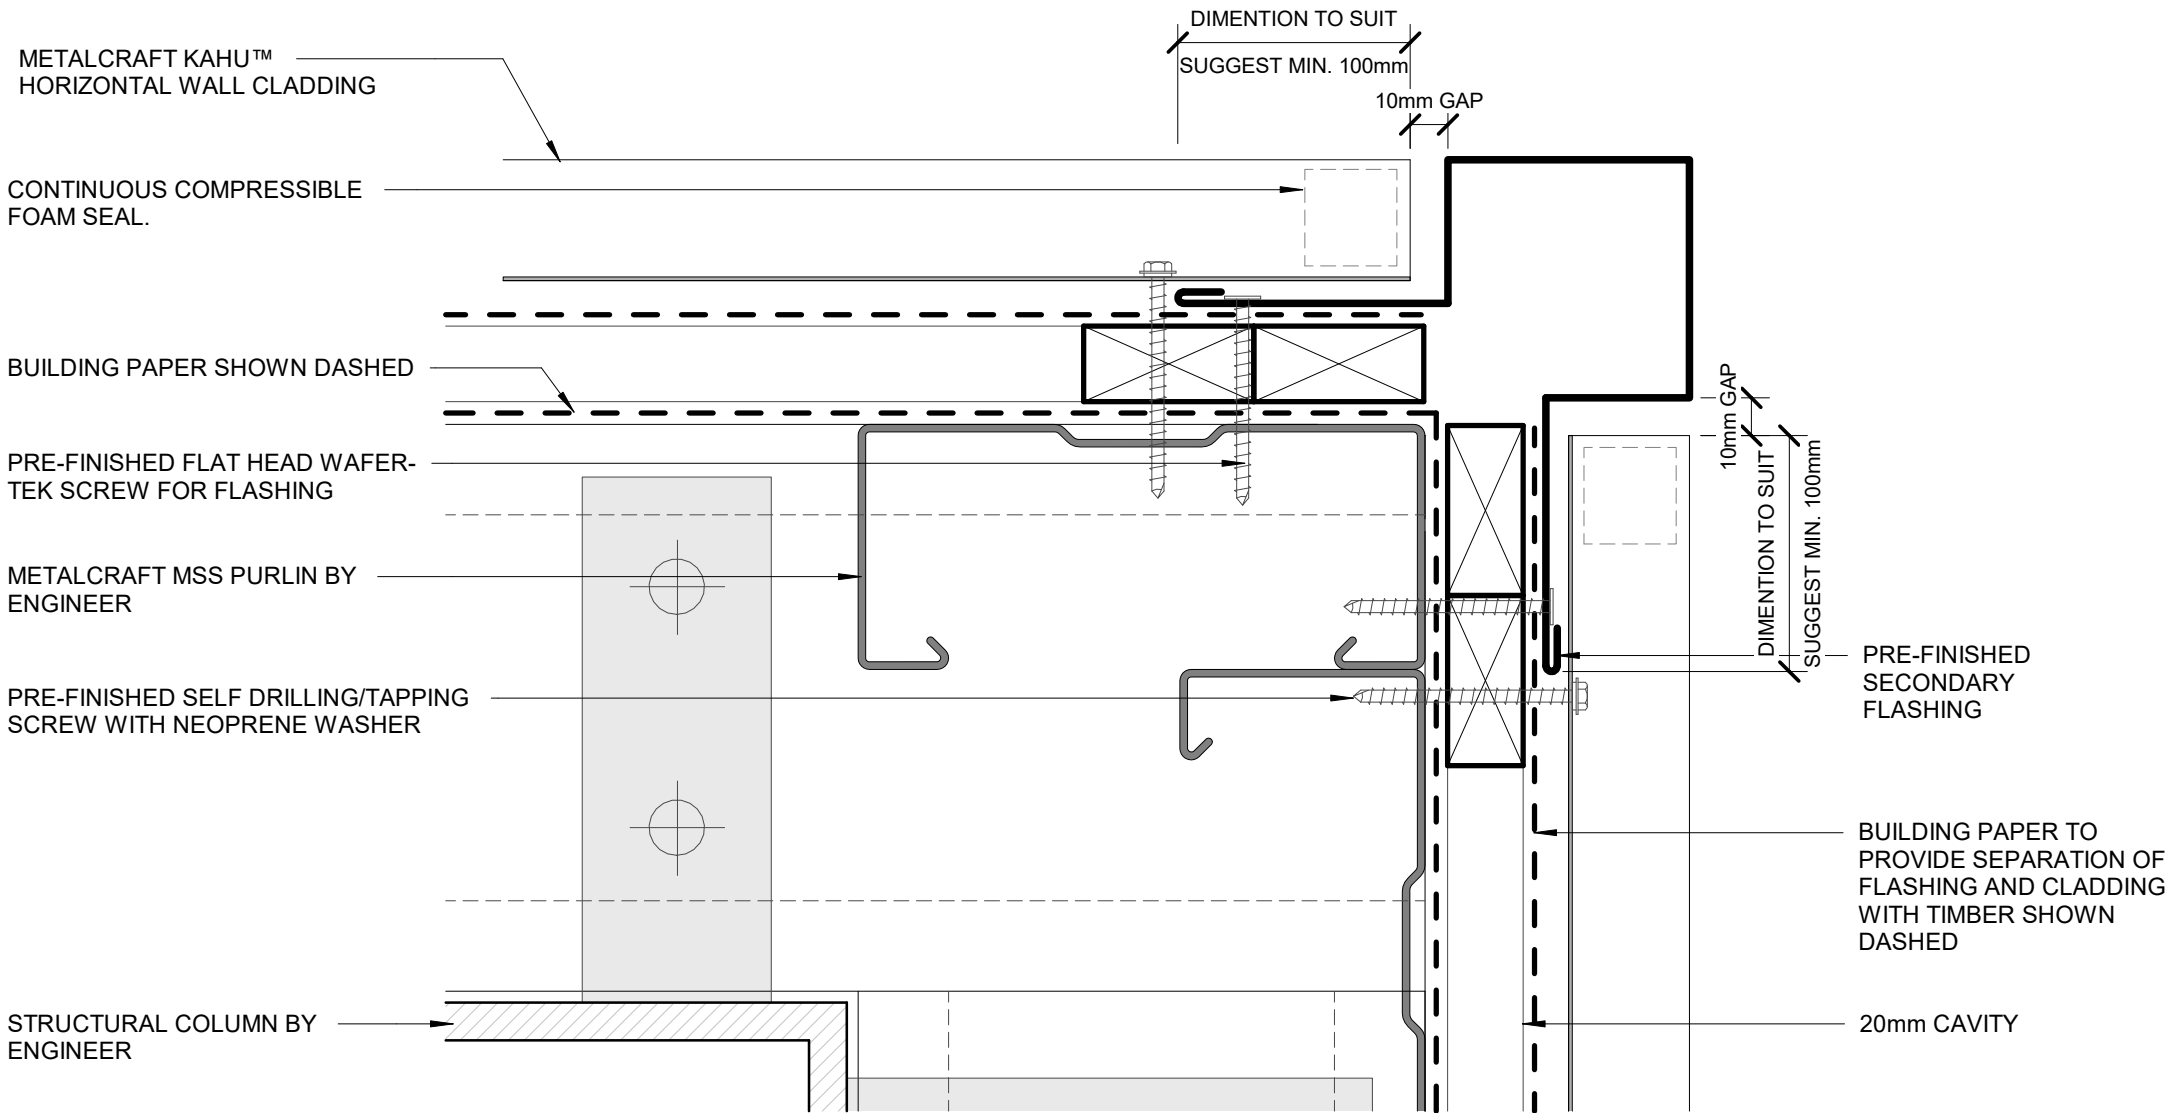 DIMENTION TO SUIT
SUGGEST MIN. 100mm
10mm GAP
METALCRAFT KAHU™
HORIZONTAL WALL CLADDING
CONTINUOUS COMPRESSIBLE
FOAM SEAL.
BUILDING PAPER SHOWN DASHED
PRE-FINISHED FLAT HEAD WAFER-
TEK SCREW FOR FLASHING
METALCRAFT MSS PURLIN BY
ENGINEER
PRE-FINISHED SELF DRILLING/TAPPING
SCREW WITH NEOPRENE WASHER
STRUCTURAL COLUMN BY
ENGINEER
10mm GAP
DIMENTION TO SUIT
SUGGEST MIN. 100mm
PRE-FINISHED
SECONDARY
FLASHING
BUILDING PAPER TO
PROVIDE SEPARATION OF
FLASHING AND CLADDING
WITH TIMBER SHOWN
DASHED
20mm CAVITY